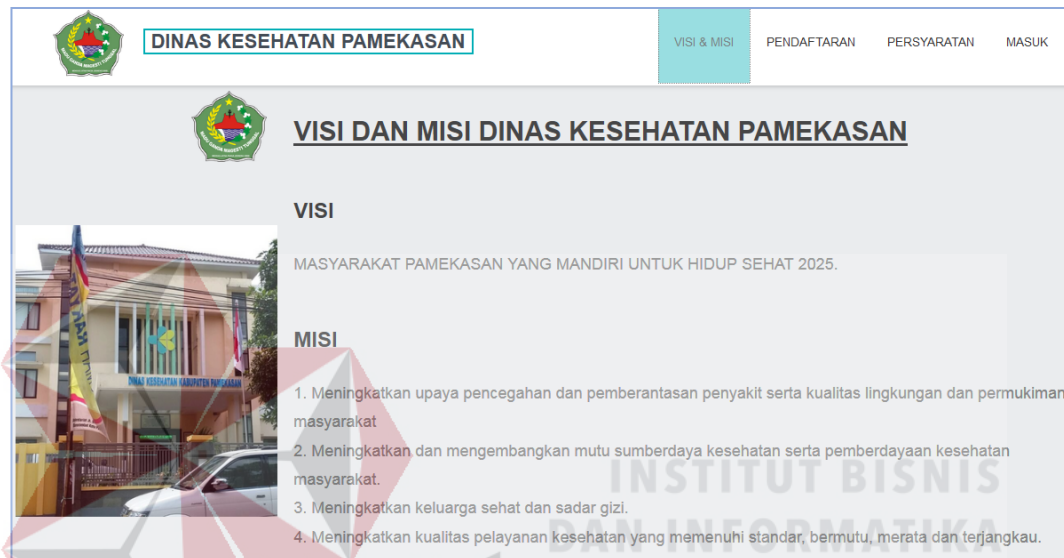 DINAS KESEHATAN PAMEKASAN
VISI & MISI PENDAFTARAN PERSYARATAN MASUK
VISI DAN MISI DINAS KESEHATAN PAMEKASAN
VISI
MASYARAKAT PAMEKASAN YANG MANDIRI UNTUK HIDUP SEHAT 2025.
DINAS KESEHATAN KABUPATEN PAMEKASAN
MISI
1. Meningkatkan upaya pencegahan dan pemberantasan penyakit serta kualitas lingkungan dan permukiman
masyarakat
2. Meningkatkan dan mengembangkan mutu sumberdaya kesehatan serta pemberdayaan kesehatan
masyarakat.
3. Meningkatkan keluarga sehat dan sadar gizi.
4. Meningkatkan kualitas pelayanan kesehatan yang memenuhi standar, bermutu, merata dan terjangkau.
INSTITUT BISNIS
DAN INFORMATIKA